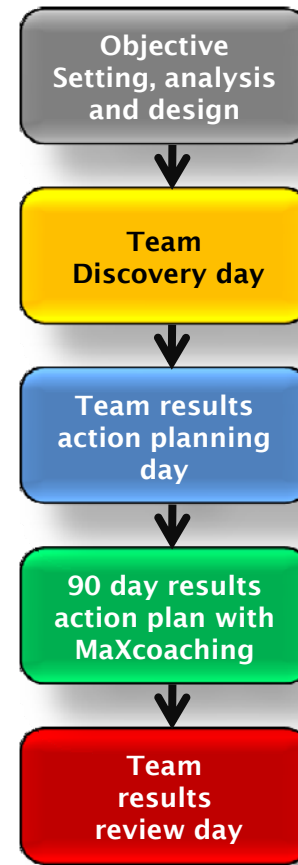 Objective
Setting, analysis
and design
Team
Discovery day
Team results
action planning
day
90 day results
action plan with
MaXcoaching
Team
results
review day